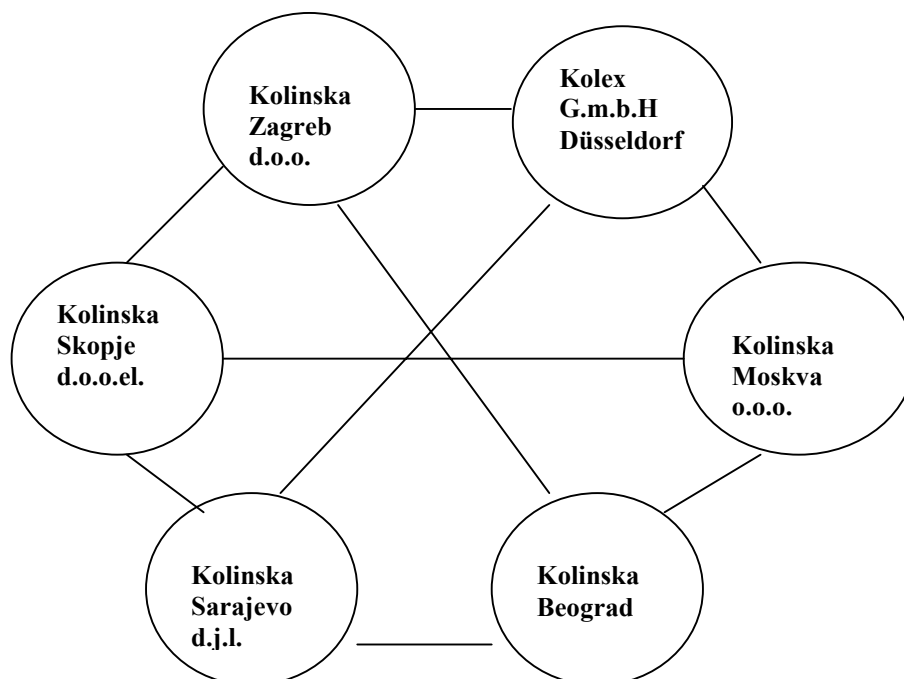 Kolinska
Zagreb
d.o.o.
Kolex
G.m.b.H
Düsseldorf
Kolinska
Skopje
d.o.o.el.
Kolinska
Moskva
o.o.o.
Kolinska
Sarajevo
d.j.l.
Kolinska
Beograd